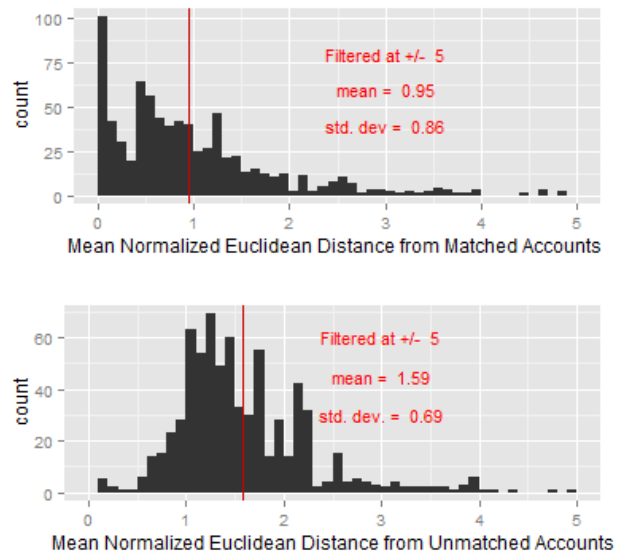 100
75
50
25
0
count
Filtered at +/- 5
mean = 0.95
std. dev = 0.86
0 1 2 3 4 5
Mean Normalized Euclidean Distance from Matched Accounts
60
40
20
0
count
Filtered at +/- 5
mean = 1.59
std. dev. = 0.69
0 1 2 3 4 5
Mean Normalized Euclidean Distance from Unmatched Accounts